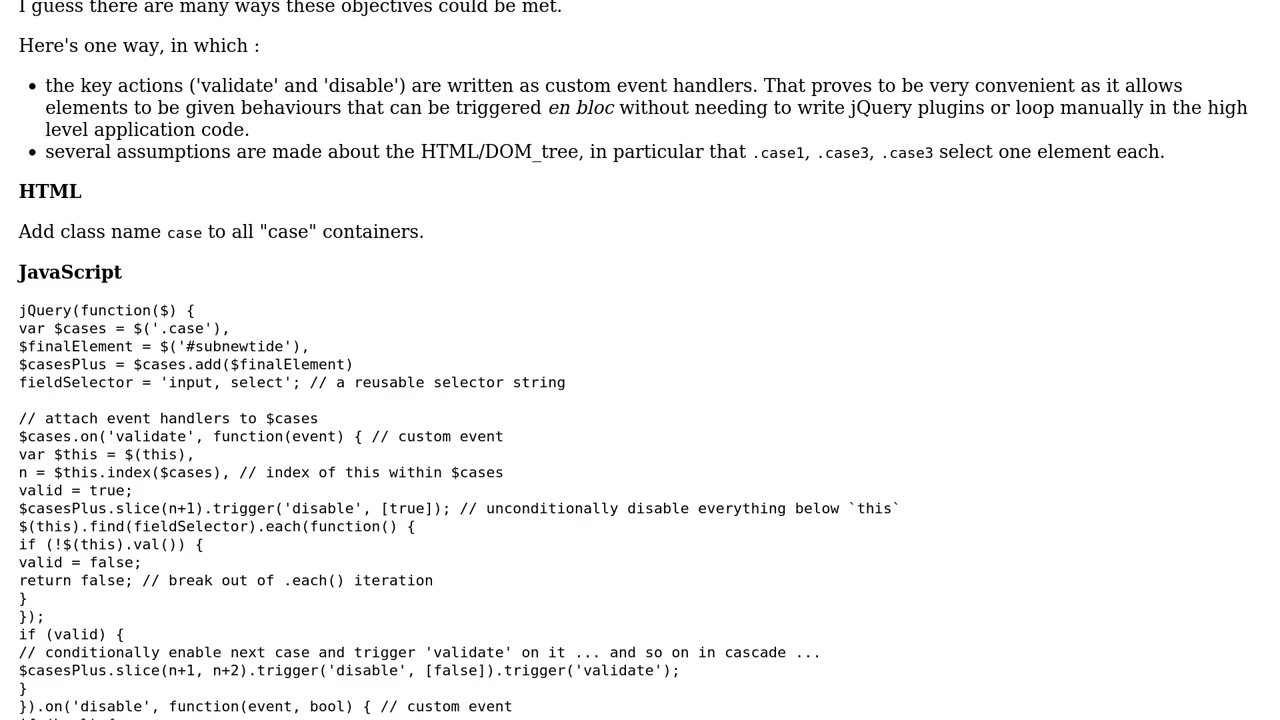 I guess there are many ways these objectives could be met.
Here's one way, in which :
the key actions ('validate' and 'disable') are written as custom event handlers. That proves to be very convenient as it allows
elements to be given behaviours that can be triggered en bloc without needing to write jQuery plugins or loop manually in the high
level application code.
several assumptions are made about the HTML/DOM_tree, in particular that .case1, .case3, .case3 select one element each.
HTML
Add class name case to all "case" containers.
JavaScript
jQuery(function($) {
var $cases = $('.case'),
$finalElement = $('#subnewtide'),
$casesPlus = $cases.add($finalElement)
fieldSelector = 'input, select'; // a reusable selector string
// attach event handlers to $cases
$cases.on('validate', function(event) { // custom event
var $this = $(this),
n = $this.index($cases), // index of this within $cases
valid = true;
$casesPlus.slice(n+1).trigger('disable', [true]); // unconditionally disable everything below `this`
$(this).find(fieldSelector).each(function() {
if (!$(this).val()) {
valid = false;
return false; // break out of .each() iteration
}
});
if (valid) {
// conditionally enable next case and trigger 'validate' on it ... and so on in cascade ...
$casesPlus.slice(n+1, n+2).trigger('disable', [false]).trigger('validate');
}
}).on('disable', function(event, bool) { // custom event